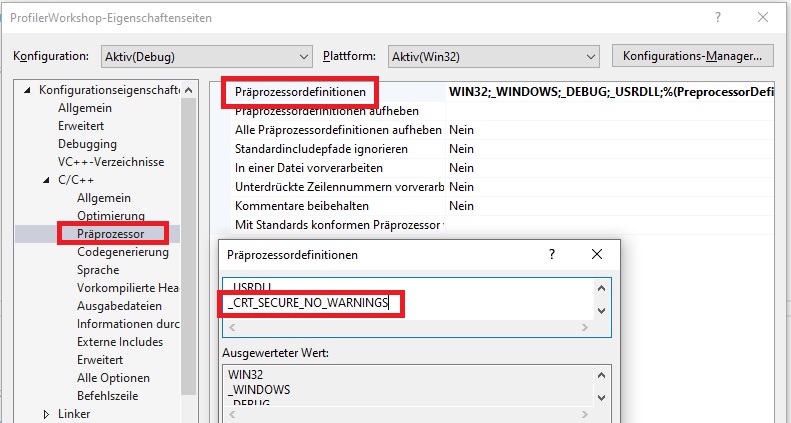 ProfilerWorkshop-Eigenschaftenseiten
Konfiguration: Aktiv(Debug) Plattform: Aktiv(Win32) Konfigurations-Manager...
Konfigurationseigenschafte
Allgemein
Erweitert
Debugging
VC++-Verzeichnisse
C/C++
Allgemein
Optimierung
Präprozessor
Codegenerierung
Sprache
Vorkompilierte Hea
Ausgabedateien
Informationen durc
Externe Includes
Erweitert
Alle Optionen
Befehlszeile
Linker
Präprozessordefinitionen WIN32;_WINDOWS;_DEBUG;_USRDLL;%(PreprocessorDefi
Präprozessordefinitionen aufheben
Alle Präprozessordefinitionen aufheben Nein
Standardincludepfade ignorieren Nein
In einer Datei vorverarbeiten Nein
Unterdrückte Zeilennummern vorverarb Nein
Kommentare beibehalten Nein
Mit Standards konformen Präprozessor
Präprozessordefinitionen
_USRDLL
_CRT_SECURE_NO_WARNINGS
Ausgewerteter Wert:
WIN32
_WINDOWS
_DEBUG